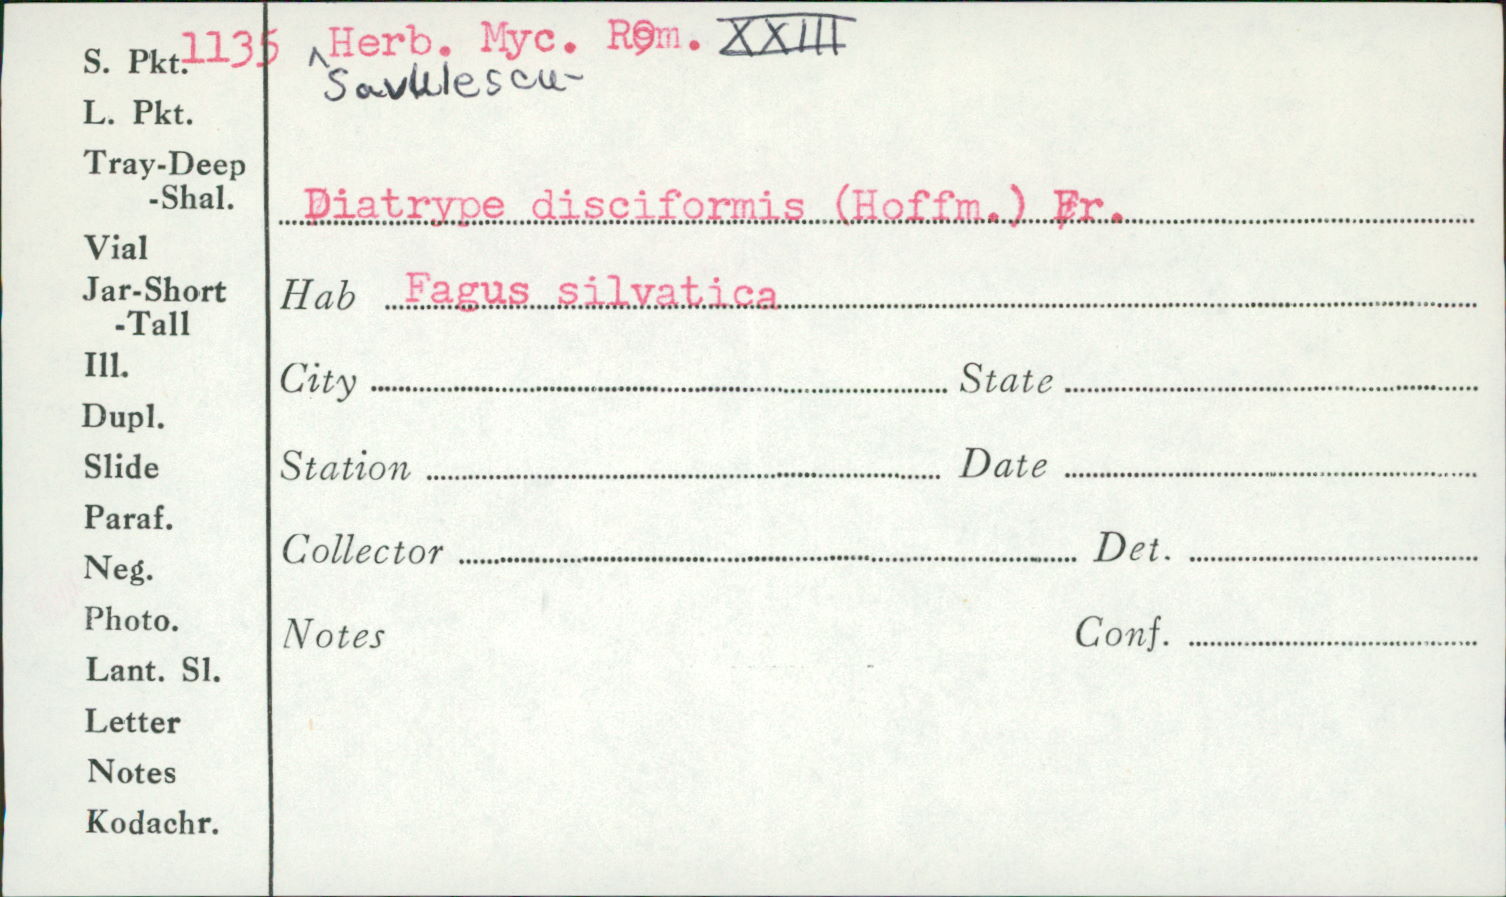 S. Pkt. 1135
L. Pkt.
Tray-Deep
-Shal.
Vial
Jar-Short
-Tall
Ill.
Dupl.
Slide
Paraf.
Neg.
Photo.
Lant. Sl.
Letter
Notes
Kodachr.
^Herb. Myc. Rom. XXIII
Savulescu-
Diatrype disciformis (Hoffm.) Fr.
Hab Fagus silvatica
City State
Station Date
Collector Det.
Notes Conf.